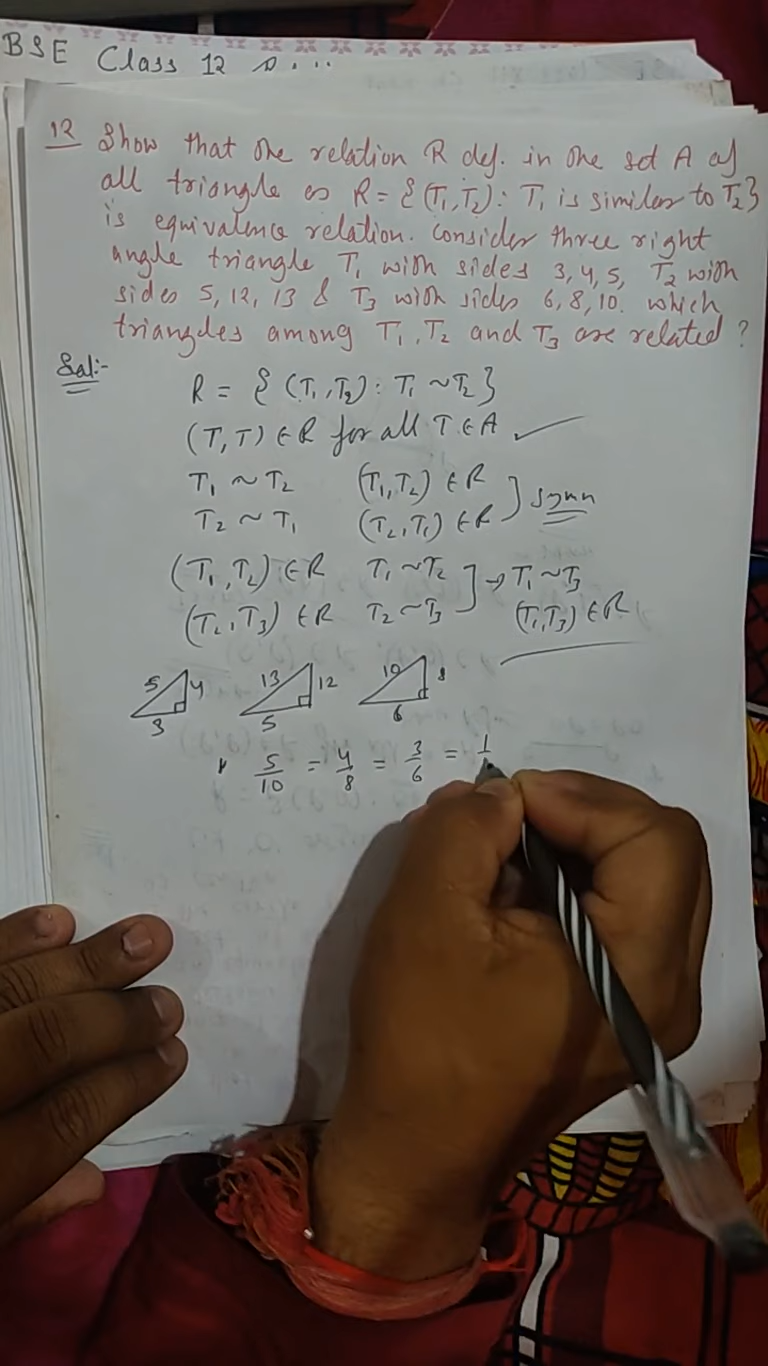 BSE Class 12
12 Show that the relation R def. in the set A of
all triangle as R = {(T₁,T₂): T₁ is similar to T₂}
is equivalence relation. Consider three right
angle triangle T₁ with sides 3,4,5, T₂ with
sides 5, 12, 13 & T₃ with sides 6, 8, 10. which
triangles among T₁, T₂ and T₃ are related?
Sol:-
R = { (T₁,T₂): T₁ ~T₂ }
(T,T) ∈ R for all T ∈ A ✓
T₁ ~ T₂ (T₁,T₂) ∈ R
T₂ ~ T₁ (T₂,T₁) ∈ R ] symm
(T₁,T₂) ∈ R T₁ ~T₂ ] → T₁ ~T₃
(T₂,T₃) ∈ R T₂ ~T₃ (T₁,T₃) ∈ R
5 4 3 13 12 5 10 8 6
5/10 = 4/8 = 3/6 = 1